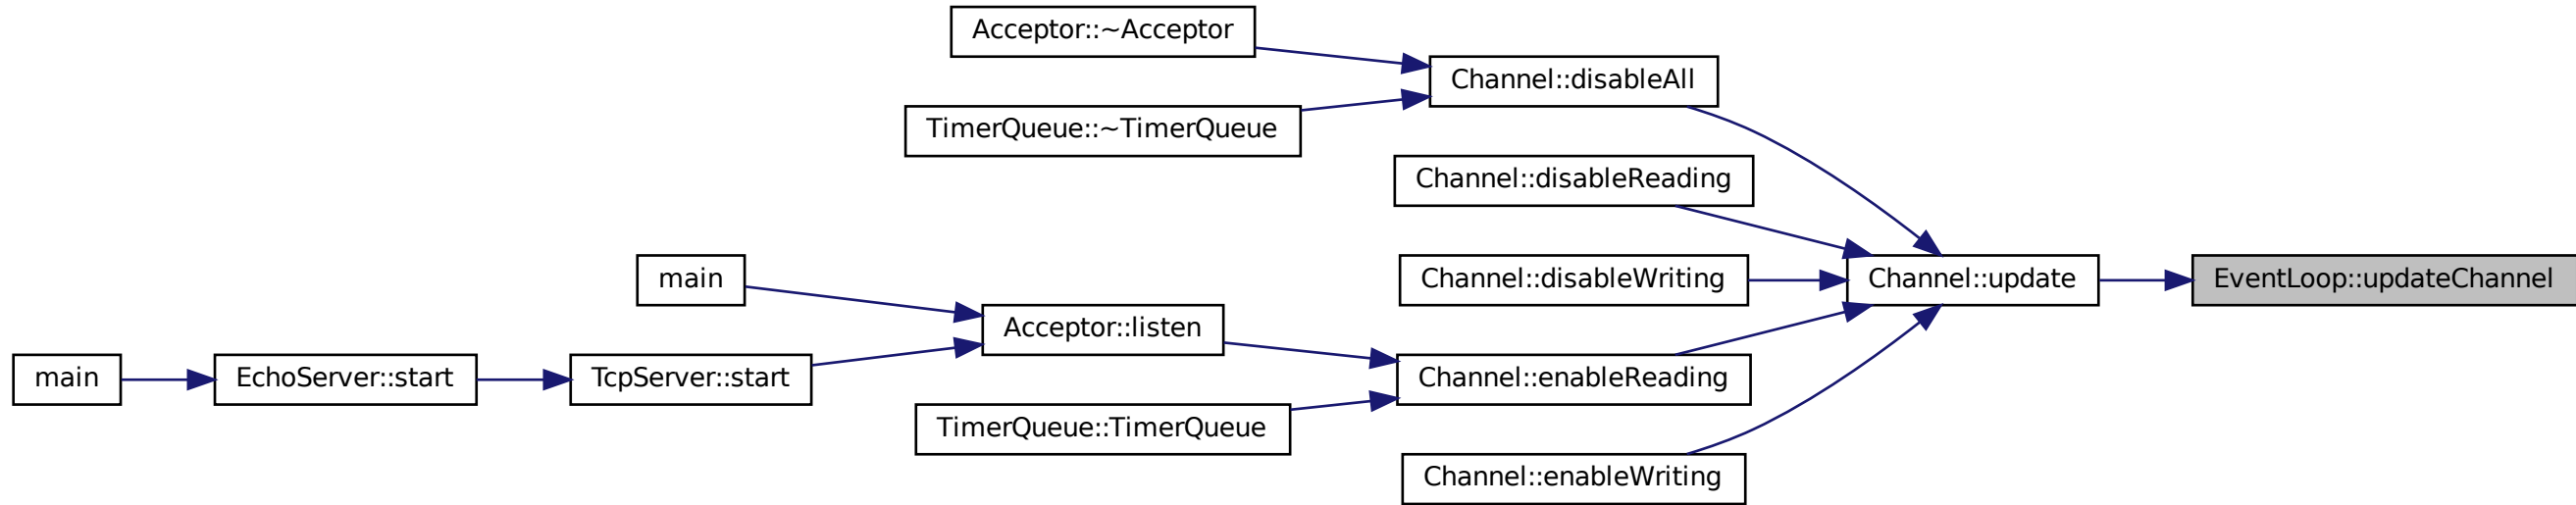 Acceptor::~Acceptor
Channel::disableAll
TimerQueue::~TimerQueue
Channel::disableReading
main
Channel::disableWriting
Channel::update
EventLoop::updateChannel
Acceptor::listen
main
EchoServer::start
TcpServer::start
Channel::enableReading
TimerQueue::TimerQueue
Channel::enableWriting